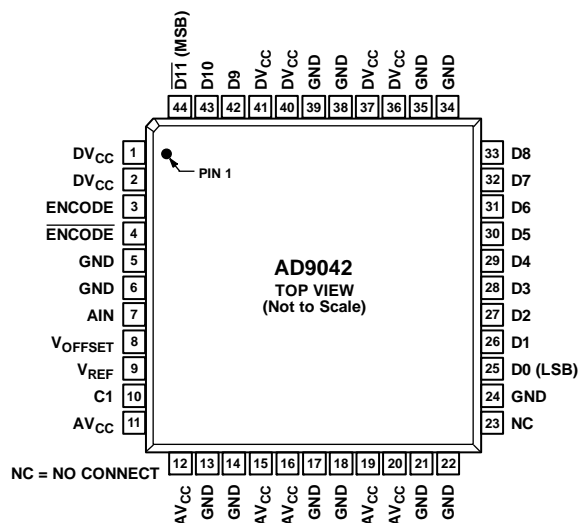 D̅1̅1̅ (MSB)
D10
D9
DVCC
DVCC
GND
GND
DVCC
DVCC
GND
GND
44 43 42 41 40 39 38 37 36 35 34
DVCC 1
DVCC 2
ENCODE 3
E̅N̅C̅O̅D̅E̅ 4
GND 5
GND 6
AIN 7
VOFFSET 8
VREF 9
C1 10
AVCC 11
PIN 1
AD9042
TOP VIEW
(Not to Scale)
33 D8
32 D7
31 D6
30 D5
29 D4
28 D3
27 D2
26 D1
25 D0 (LSB)
24 GND
23 NC
NC = NO CONNECT
12 13 14 15 16 17 18 19 20 21 22
AVCC
GND
GND
AVCC
AVCC
GND
GND
AVCC
AVCC
GND
GND